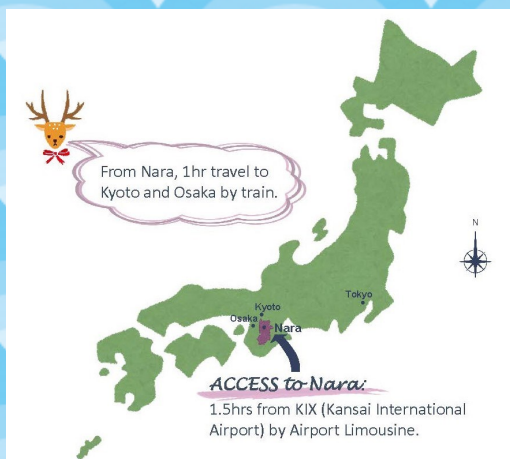 From Nara, 1hr travel to
Kyoto and Osaka by train.
N
Tokyo
Kyoto
Osaka
Nara
ACCESS to Nara:
1.5hrs from KIX (Kansai International
Airport) by Airport Limousine.